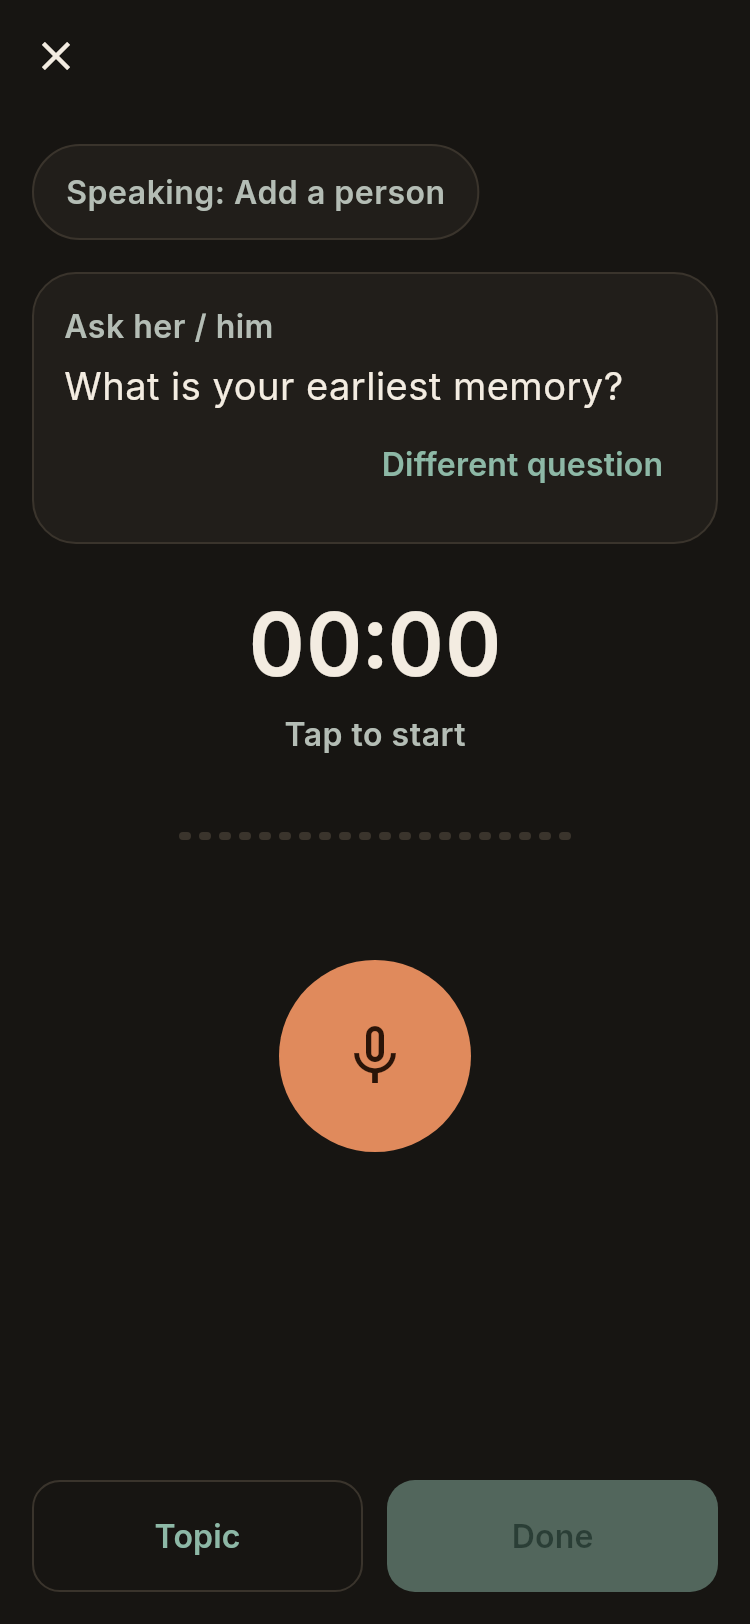 Speaking: Add a person
Ask her / him
What is your earliest memory?
Different question
00:00
Tap to start
Topic
Done